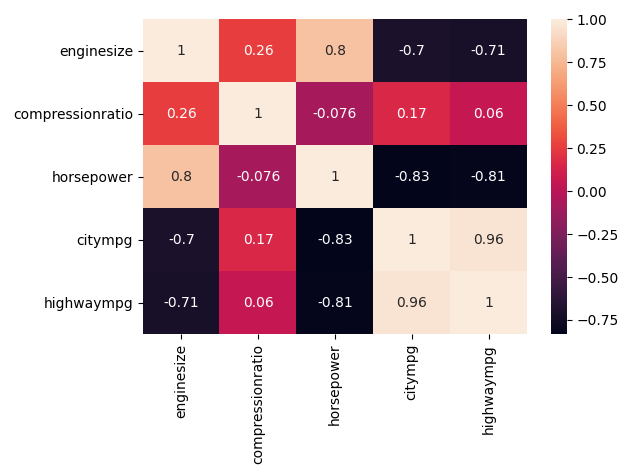 enginesize 1 0.26 0.8 -0.7 -0.71
compressionratio 0.26 1 -0.076 0.17 0.06
horsepower 0.8 -0.076 1 -0.83 -0.81
citympg -0.7 0.17 -0.83 1 0.96
highwaympg -0.71 0.06 -0.81 0.96 1
enginesize
compressionratio
horsepower
citympg
highwaympg
1.00
0.75
0.50
0.25
0.00
−0.25
−0.50
−0.75